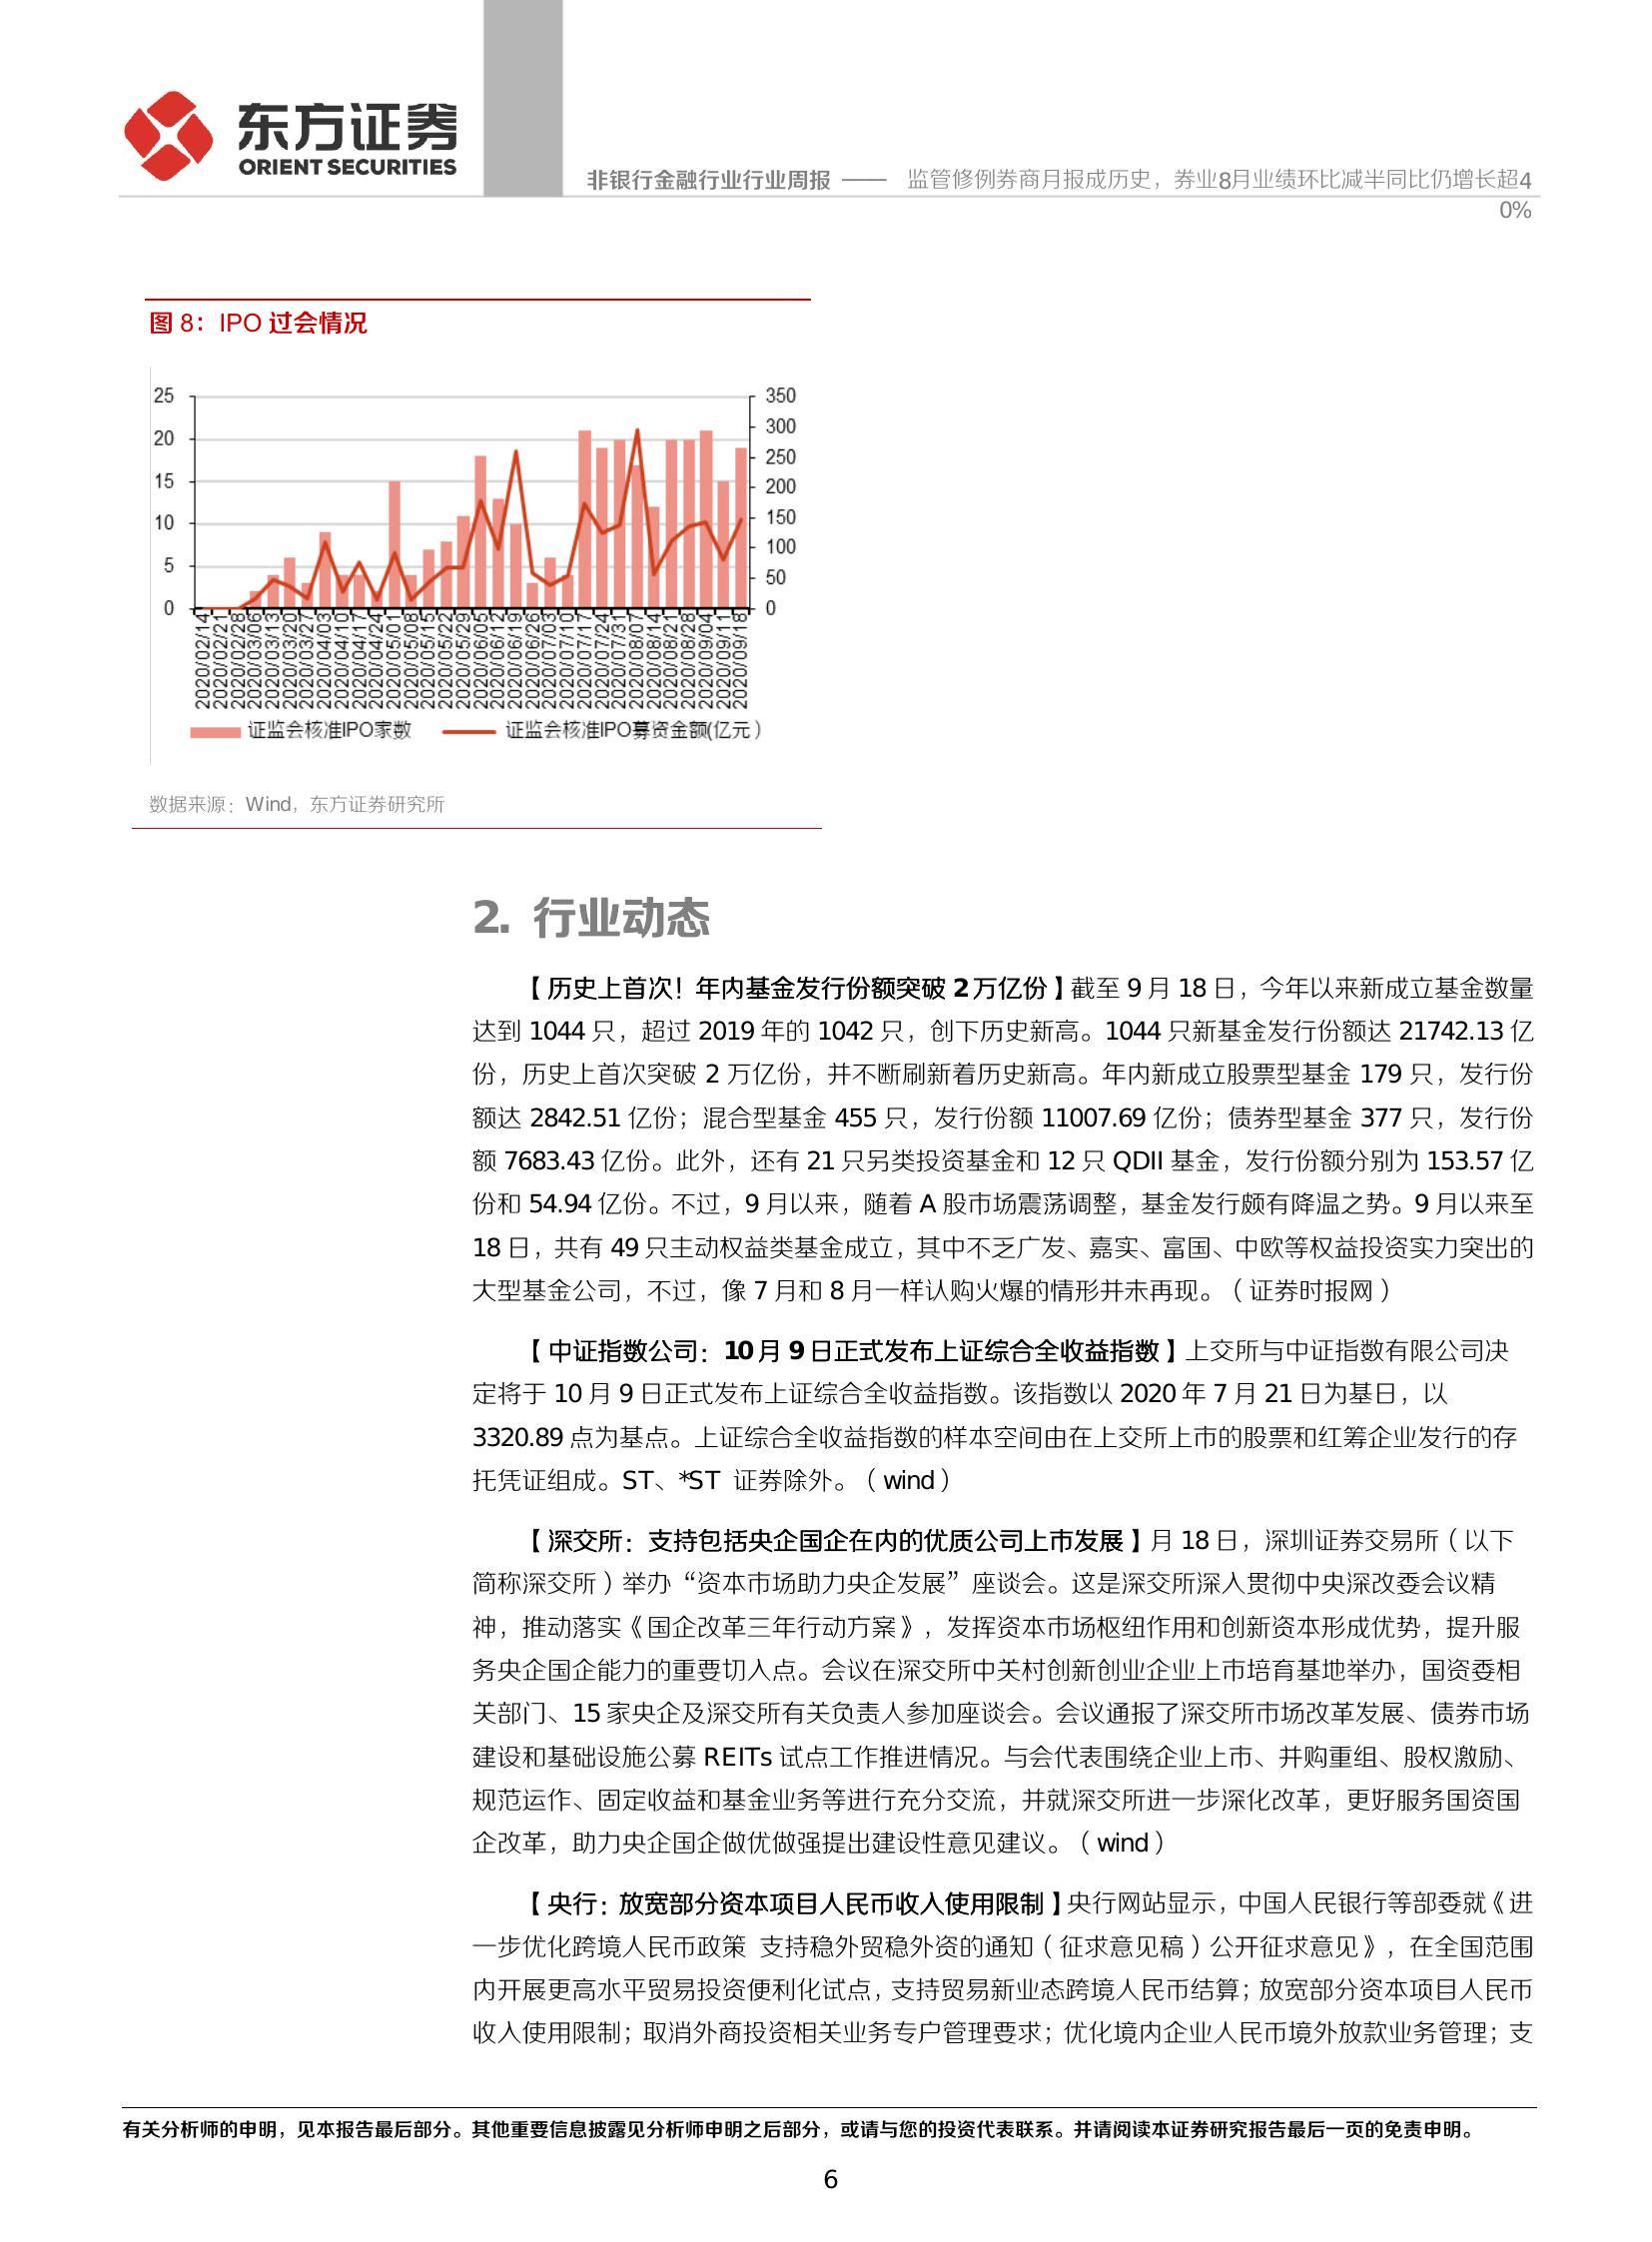 东方证券
ORIENT SECURITIES
非银行金融行业行业周报 —— 监管修例券商月报成历史，券业8月业绩环比减半同比仍增长超4
0%
图 8：IPO 过会情况
25
20
15
10
5
0
350
300
250
200
150
100
50
0
2020/02/14
2020/02/21
2020/02/28
2020/03/06
2020/03/13
2020/03/20
2020/03/27
2020/04/03
2020/04/10
2020/04/17
2020/04/24
2020/05/01
2020/05/08
2020/05/15
2020/05/22
2020/05/29
2020/06/05
2020/06/12
2020/06/19
2020/06/26
2020/07/03
2020/07/10
2020/07/17
2020/07/24
2020/07/31
2020/08/07
2020/08/14
2020/08/21
2020/08/28
2020/09/04
2020/09/11
2020/09/18
证监会核准IPO家数 证监会核准IPO募资金额(亿元）
数据来源：Wind，东方证券研究所
2. 行业动态
【历史上首次！年内基金发行份额突破 2 万亿份】截至 9 月 18 日，今年以来新成立基金数量
达到 1044 只，超过 2019 年的 1042 只，创下历史新高。1044 只新基金发行份额达 21742.13 亿
份，历史上首次突破 2 万亿份，并不断刷新着历史新高。年内新成立股票型基金 179 只，发行份
额达 2842.51 亿份；混合型基金 455 只，发行份额 11007.69 亿份；债券型基金 377 只，发行份
额 7683.43 亿份。此外，还有 21 只另类投资基金和 12 只 QDII 基金，发行份额分别为 153.57 亿
份和 54.94 亿份。不过，9 月以来，随着 A 股市场震荡调整，基金发行颇有降温之势。9 月以来至
18 日，共有 49 只主动权益类基金成立，其中不乏广发、嘉实、富国、中欧等权益投资实力突出的
大型基金公司，不过，像 7 月和 8 月一样认购火爆的情形并未再现。（证券时报网）
【中证指数公司：10 月 9 日正式发布上证综合全收益指数】上交所与中证指数有限公司决
定将于 10 月 9 日正式发布上证综合全收益指数。该指数以 2020 年 7 月 21 日为基日，以
3320.89 点为基点。上证综合全收益指数的样本空间由在上交所上市的股票和红筹企业发行的存
托凭证组成。ST、*ST 证券除外。（wind）
【深交所：支持包括央企国企在内的优质公司上市发展】月 18 日，深圳证券交易所（以下
简称深交所）举办“资本市场助力央企发展”座谈会。这是深交所深入贯彻中央深改委会议精
神，推动落实《国企改革三年行动方案》，发挥资本市场枢纽作用和创新资本形成优势，提升服
务央企国企能力的重要切入点。会议在深交所中关村创新创业企业上市培育基地举办，国资委相
关部门、15 家央企及深交所有关负责人参加座谈会。会议通报了深交所市场改革发展、债券市场
建设和基础设施公募 REITs 试点工作推进情况。与会代表围绕企业上市、并购重组、股权激励、
规范运作、固定收益和基金业务等进行充分交流，并就深交所进一步深化改革，更好服务国资国
企改革，助力央企国企做优做强提出建设性意见建议。（wind）
【央行：放宽部分资本项目人民币收入使用限制】央行网站显示，中国人民银行等部委就《进
一步优化跨境人民币政策 支持稳外贸稳外资的通知（征求意见稿）公开征求意见》，在全国范围
内开展更高水平贸易投资便利化试点，支持贸易新业态跨境人民币结算；放宽部分资本项目人民币
收入使用限制；取消外商投资相关业务专户管理要求；优化境内企业人民币境外放款业务管理；支
有关分析师的申明，见本报告最后部分。其他重要信息披露见分析师申明之后部分，或请与您的投资代表联系。并请阅读本证券研究报告最后一页的免责申明。
6